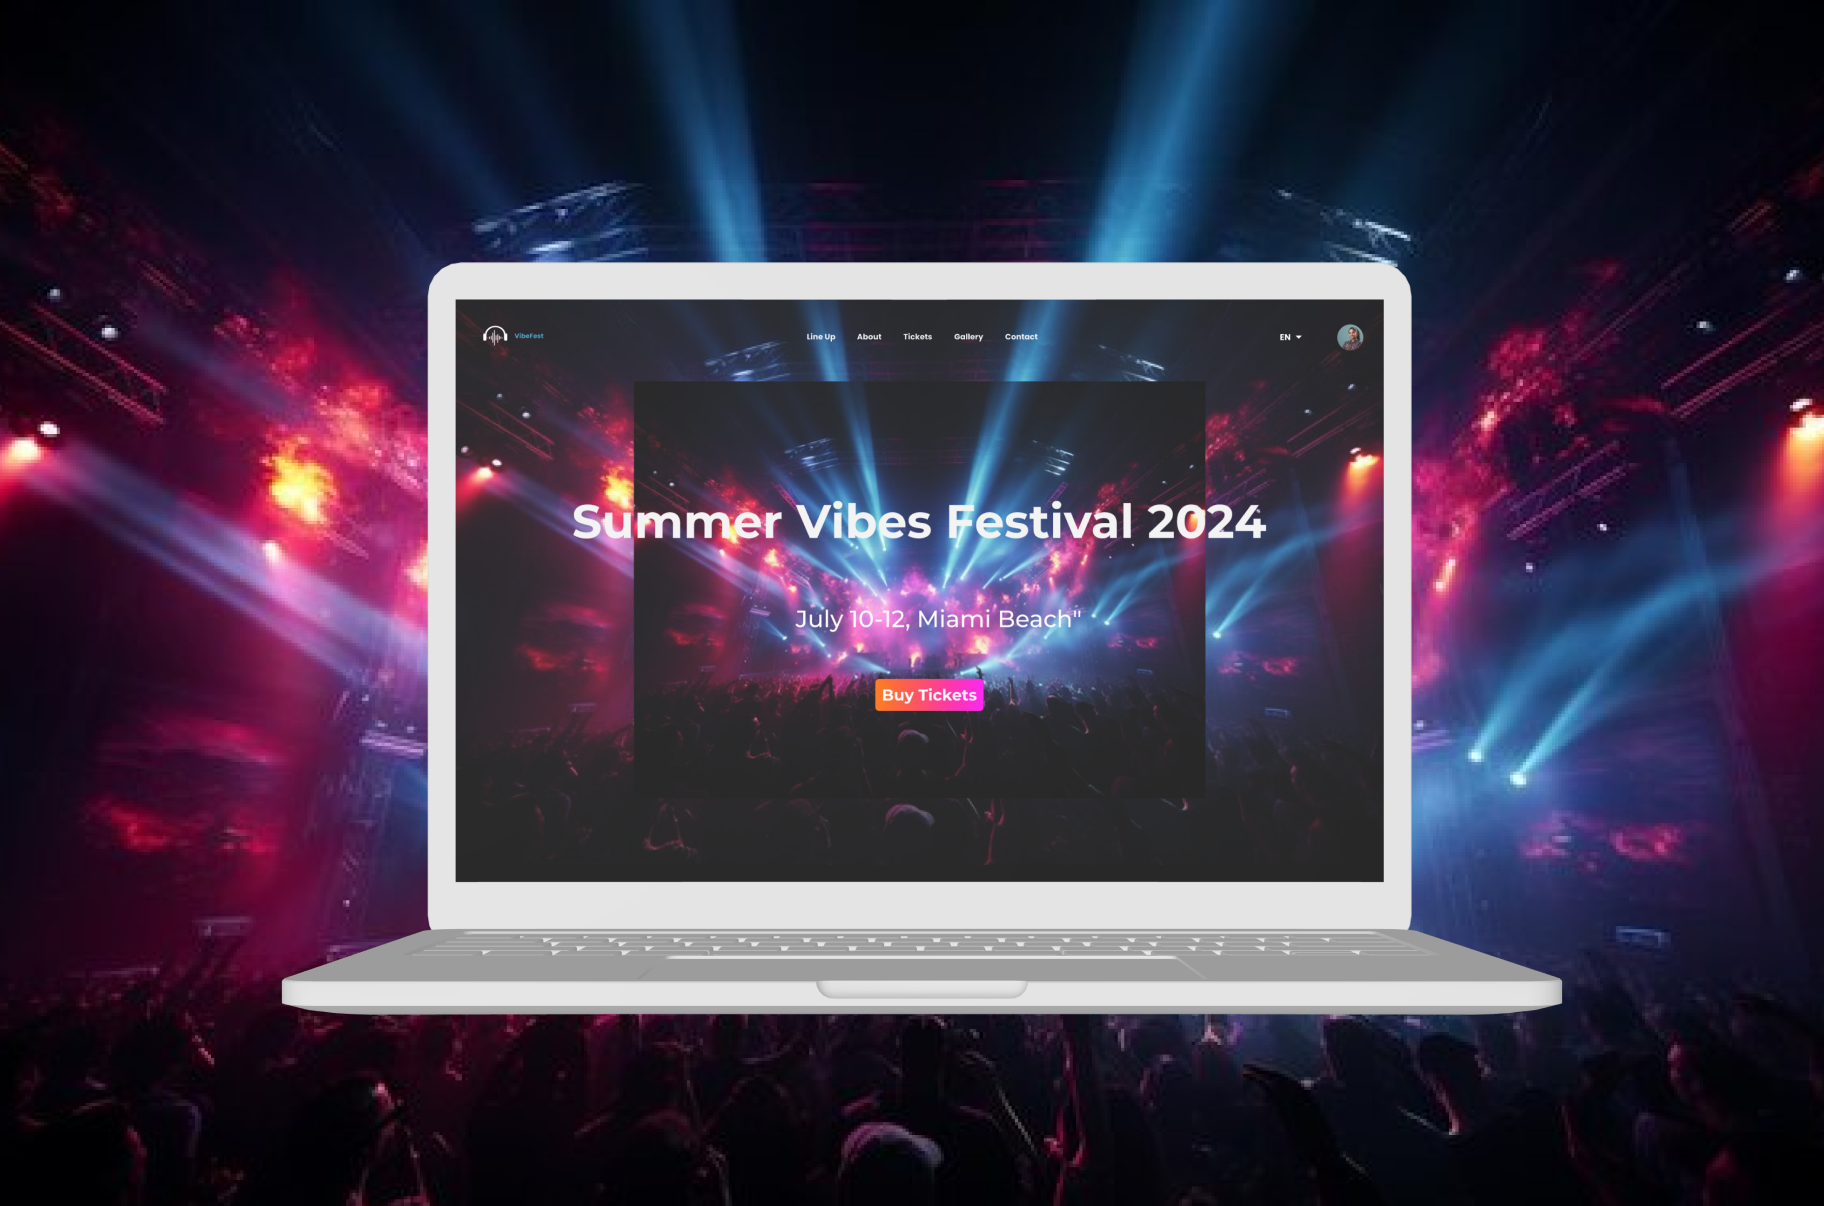 VibeFest
Line Up About Tickets Gallery Contact
EN
Summer Vibes Festival 2024
July 10-12, Miami Beach"
Buy Tickets